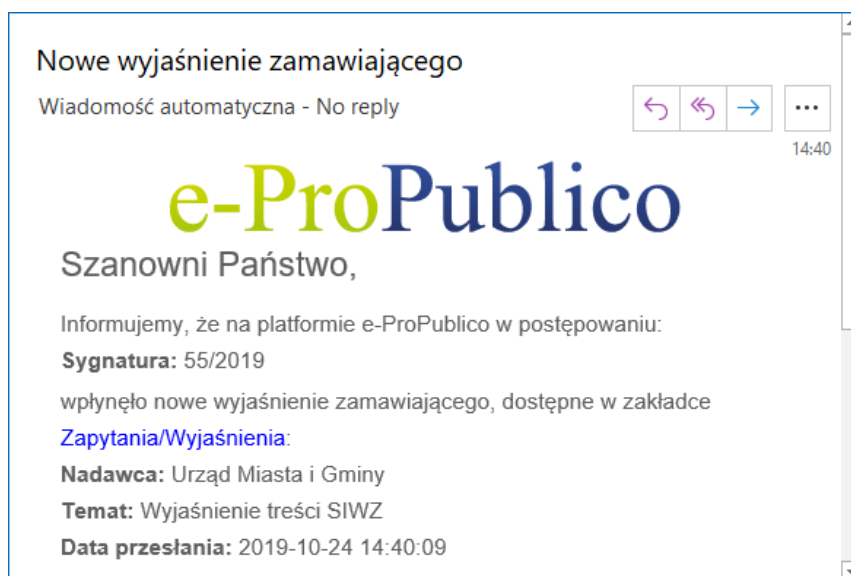 Nowe wyjaśnienie zamawiającego
Wiadomość automatyczna - No reply
14:40
e-ProPublico
Szanowni Państwo,
Informujemy, że na platformie e-ProPublico w postępowaniu:
Sygnatura: 55/2019
wpłynęło nowe wyjaśnienie zamawiającego, dostępne w zakładce
Zapytania/Wyjaśnienia:
Nadawca: Urząd Miasta i Gminy
Temat: Wyjaśnienie treści SIWZ
Data przesłania: 2019-10-24 14:40:09